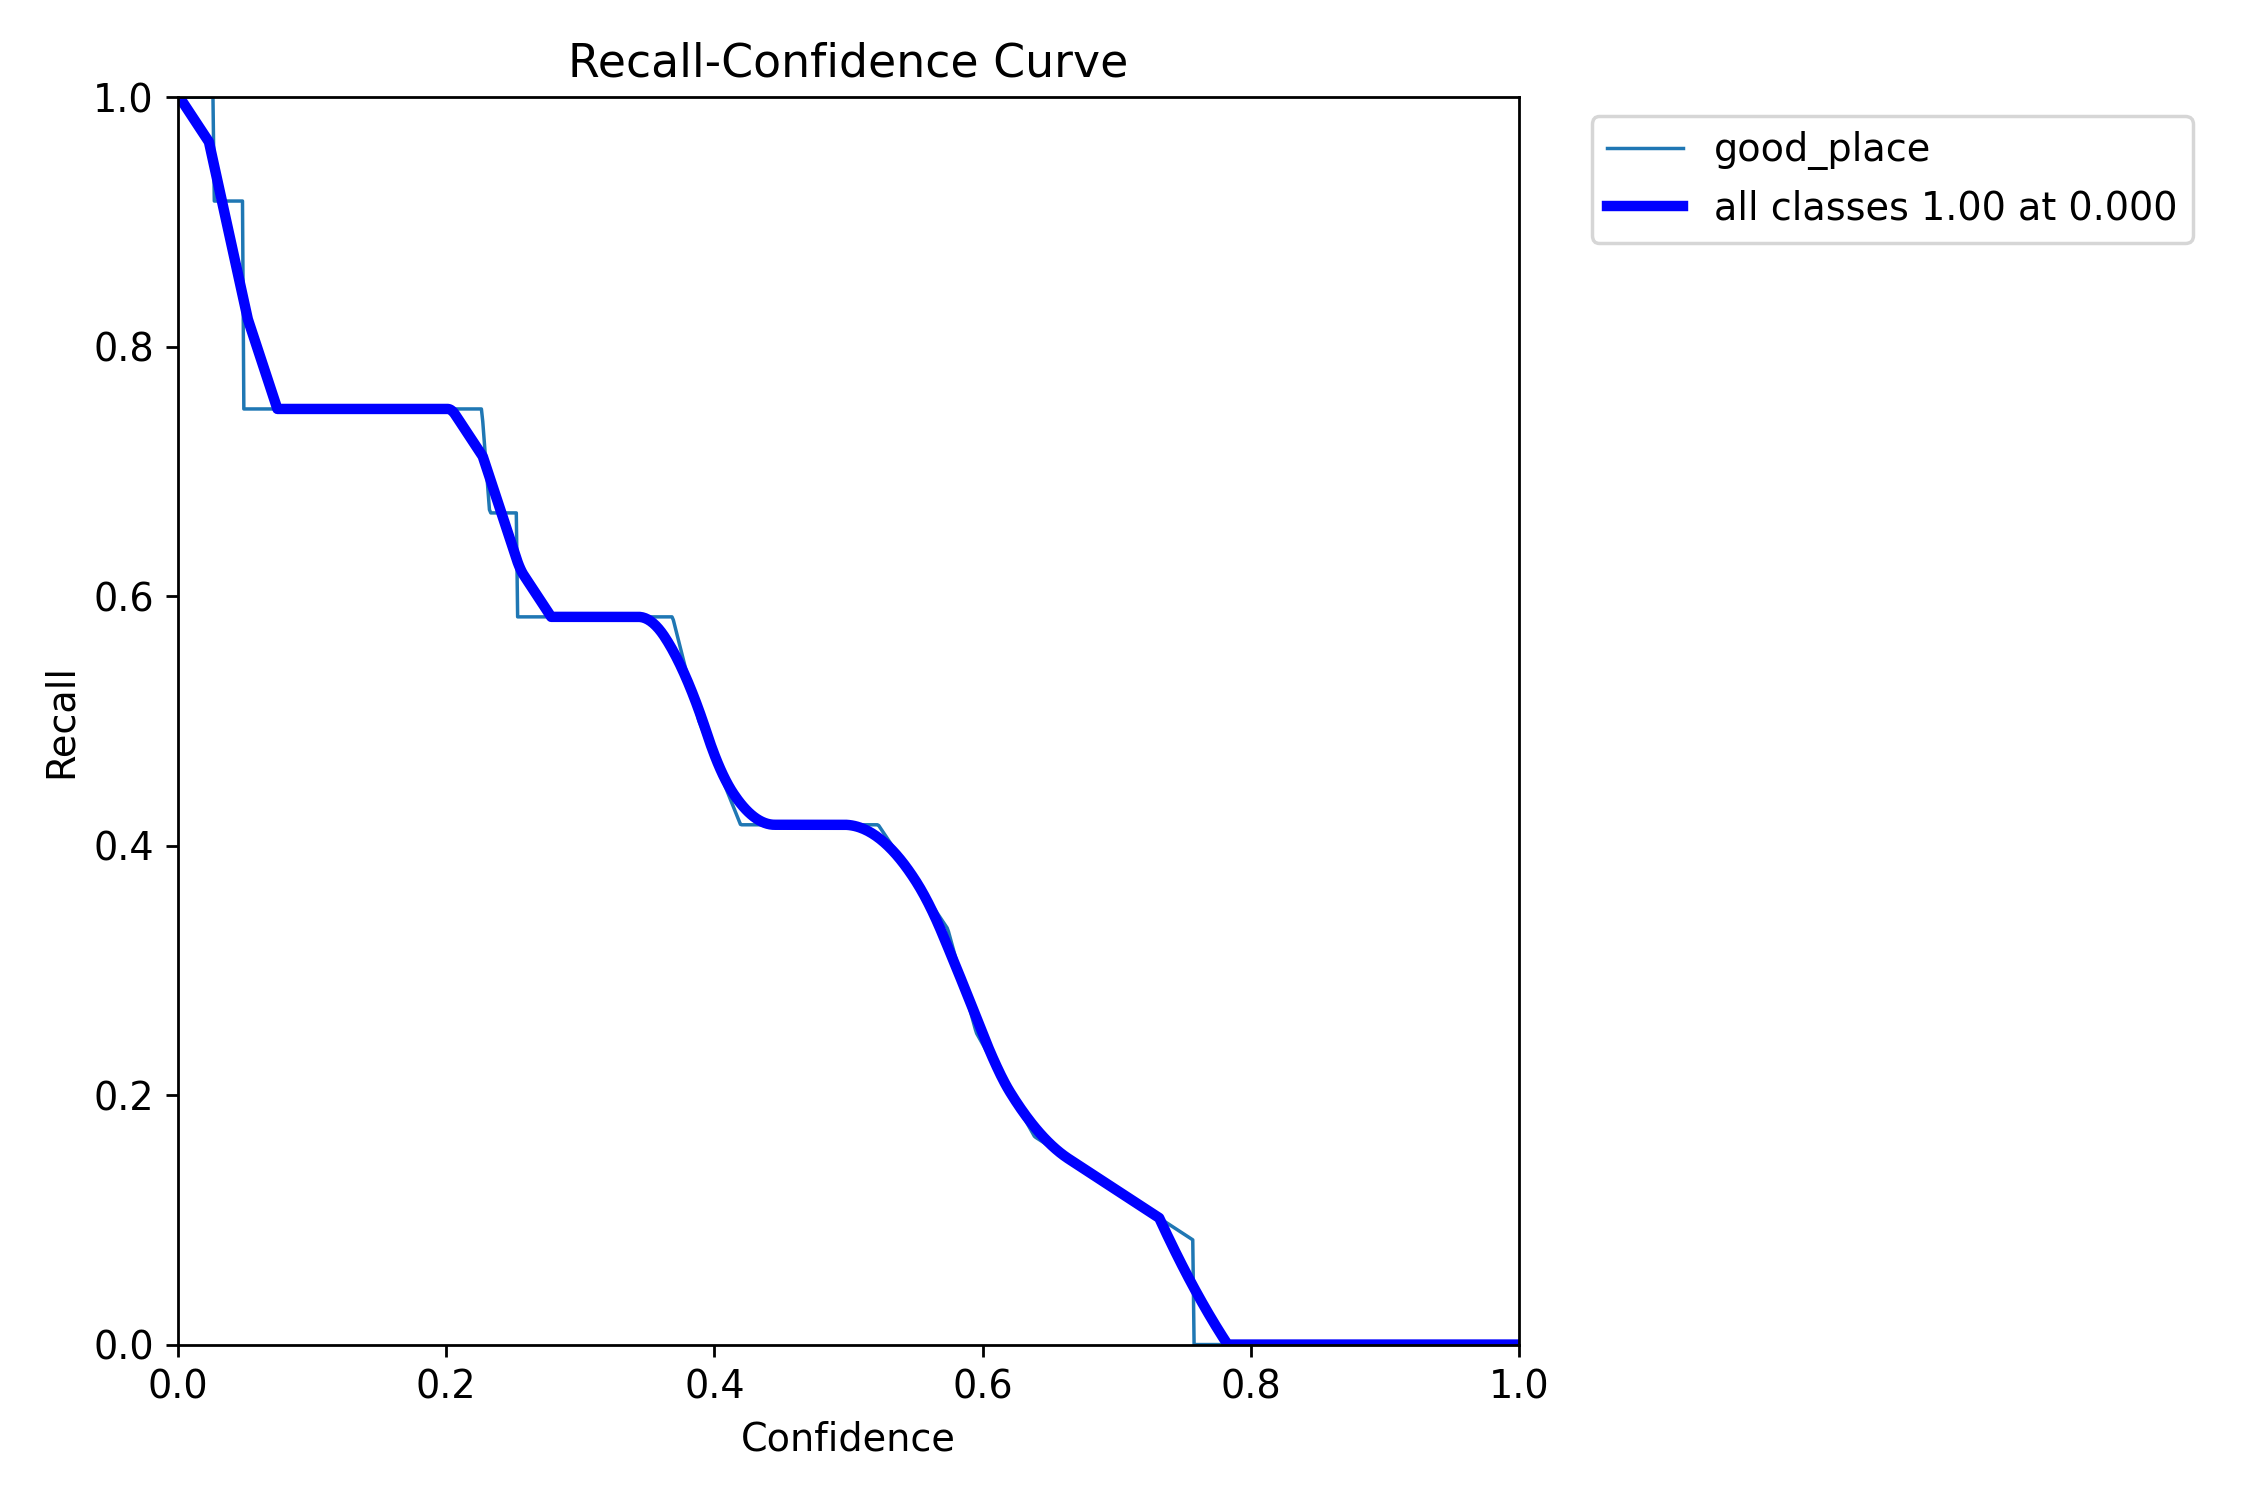 Recall-Confidence Curve
1.0
0.8
0.6
0.4
0.2
0.0
Recall
0.0 0.2 0.4 0.6 0.8 1.0
Confidence
good_place
all classes 1.00 at 0.000